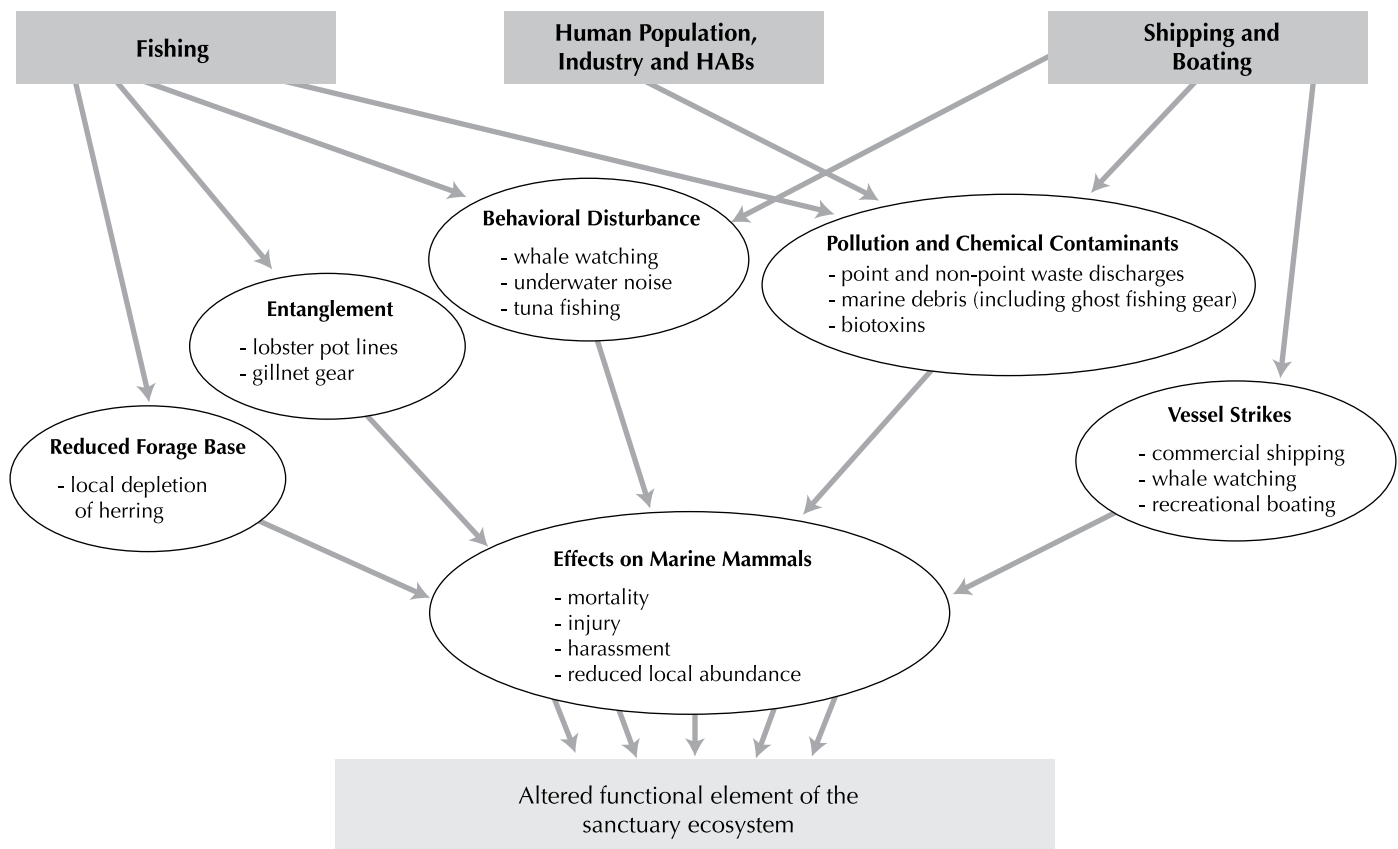 Fishing
Human Population,
Industry and HABs
Shipping and
Boating
Behavioral Disturbance
- whale watching
- underwater noise
- tuna fishing
Pollution and Chemical Contaminants
- point and non-point waste discharges
- marine debris (including ghost fishing gear)
- biotoxins
Entanglement
- lobster pot lines
- gillnet gear
Reduced Forage Base
- local depletion
of herring
Vessel Strikes
- commercial shipping
- whale watching
- recreational boating
Effects on Marine Mammals
- mortality
- injury
- harassment
- reduced local abundance
Altered functional element of the
sanctuary ecosystem